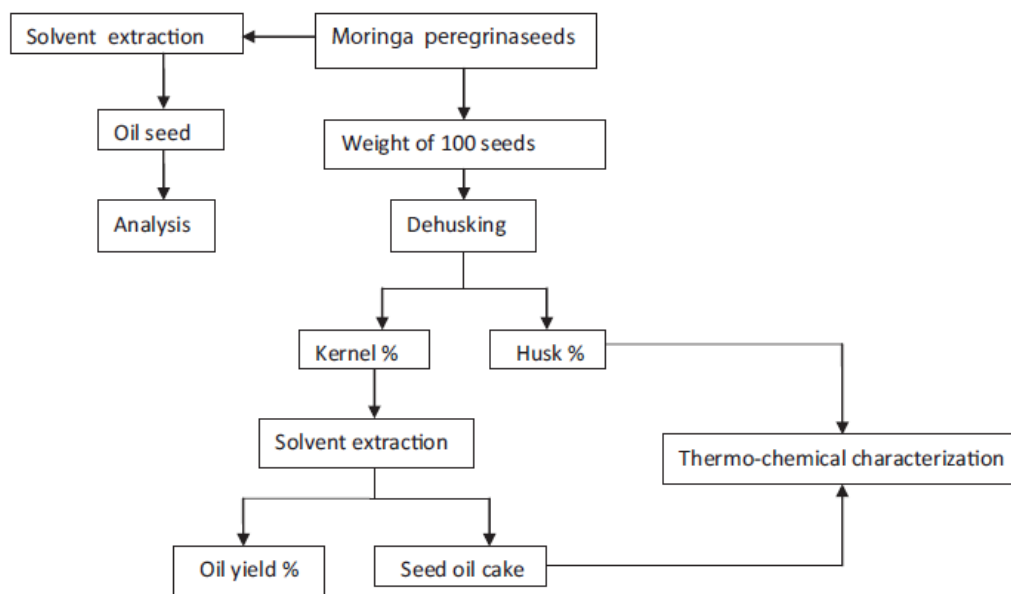 Solvent extraction
Moringa peregrinaseeds
Oil seed
Weight of 100 seeds
Analysis
Dehusking
Kernel %
Husk %
Solvent extraction
Thermo-chemical characterization
Oil yield %
Seed oil cake